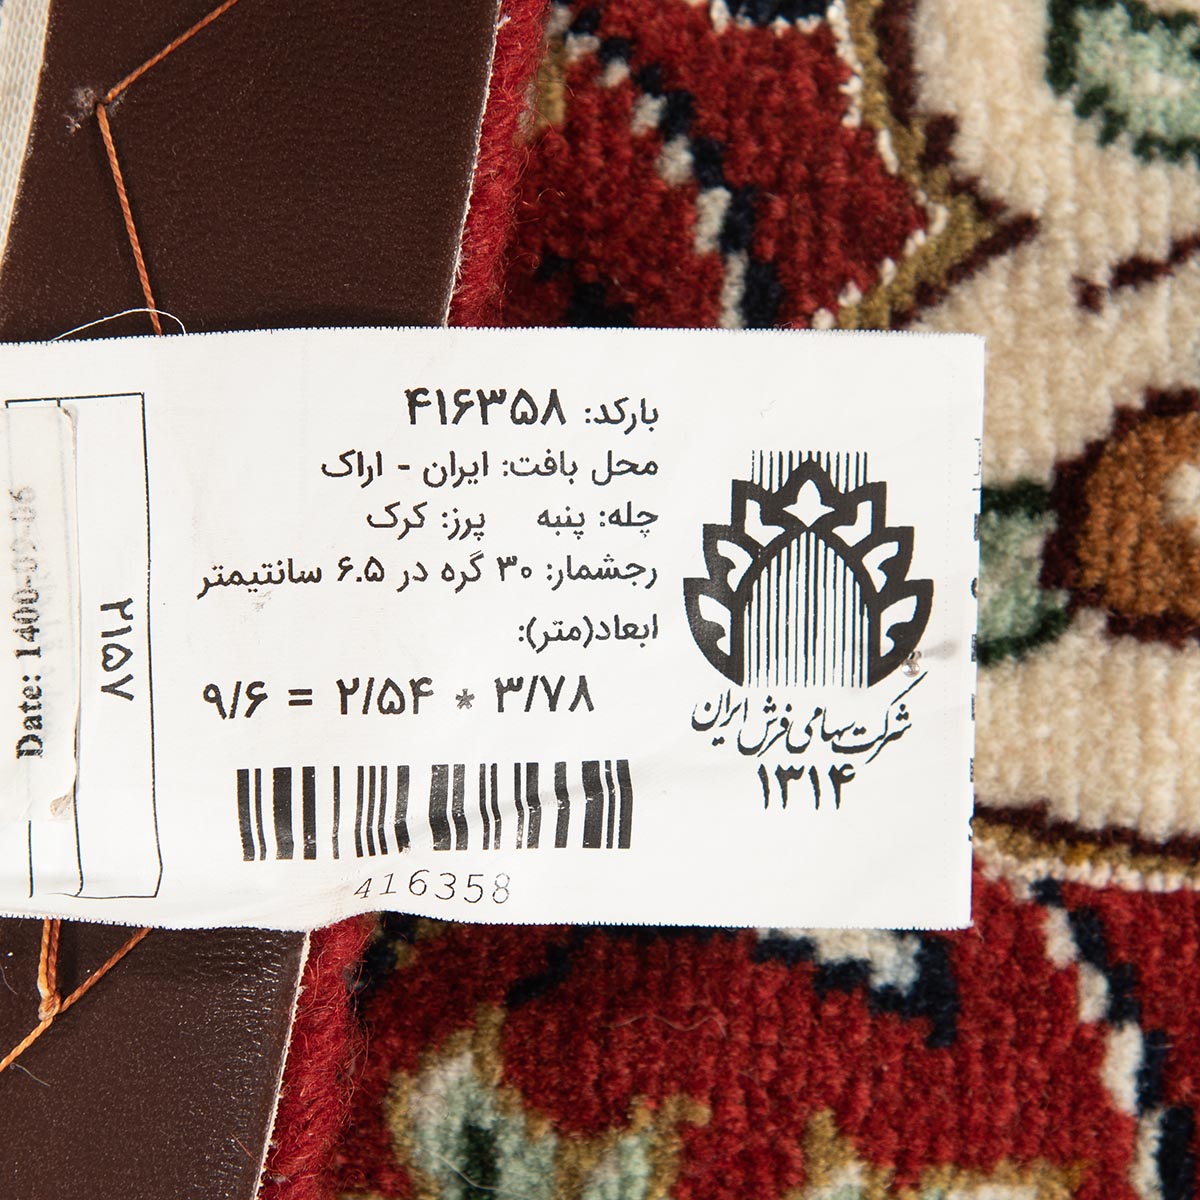 بارکد: ۴۱۶۳۵۸
محل بافت: ایران - اراک
چله: پنبه پرز: کرک
رجشمار: ۳۰ گره در ۶.۵ سانتیمتر
ابعاد(متر):
۳/۷۸ * ۲/۵۴ = ۹/۶
416358
شرکت سهامی فرش ایران
۱۳۱۴
۲۱۵۷
Date: 1400-